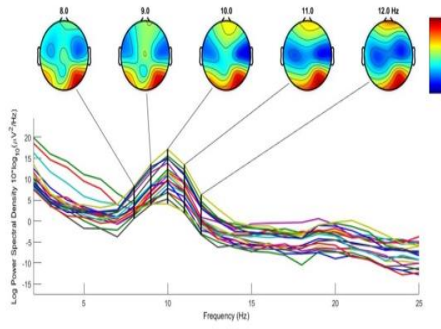 8.0 9.0 10.0 11.0 12.0 Hz
Log Power Spectral Density 10*log10(μV2/Hz)
20
15
10
5
0
-5
-10
-15
5 10 15 20 25
Frequency (Hz)